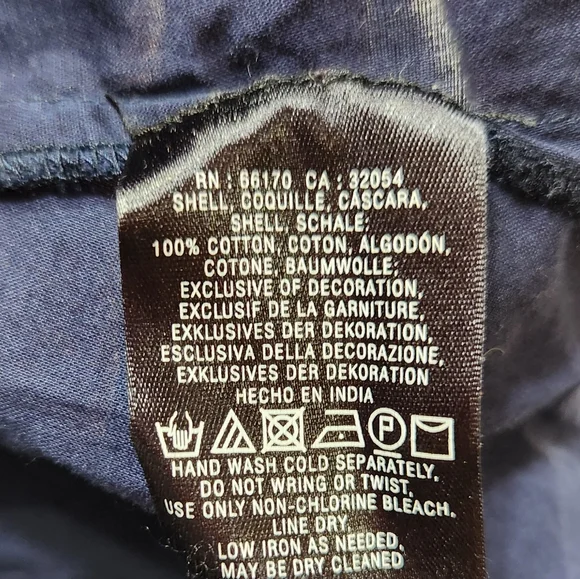 RN : 66170 CA : 32054
SHELL, COQUILLE, CÁSCARA,
SHELL, SCHALE;
100% COTTON, COTON, ALGODÓN,
COTONE, BAUMWOLLE;
EXCLUSIVE OF DECORATION,
EXCLUSIF DE LA GARNITURE,
EXKLUSIVES DER DEKORATION,
ESCLUSIVA DELLA DECORAZIONE,
EXKLUSIVES DER DEKORATION
HECHO EN INDIA
P
HAND WASH COLD SEPARATELY,
DO NOT WRING OR TWIST,
USE ONLY NON-CHLORINE BLEACH.
LINE DRY
LOW IRON AS NEEDED,
MAY BE DRY CLEANED